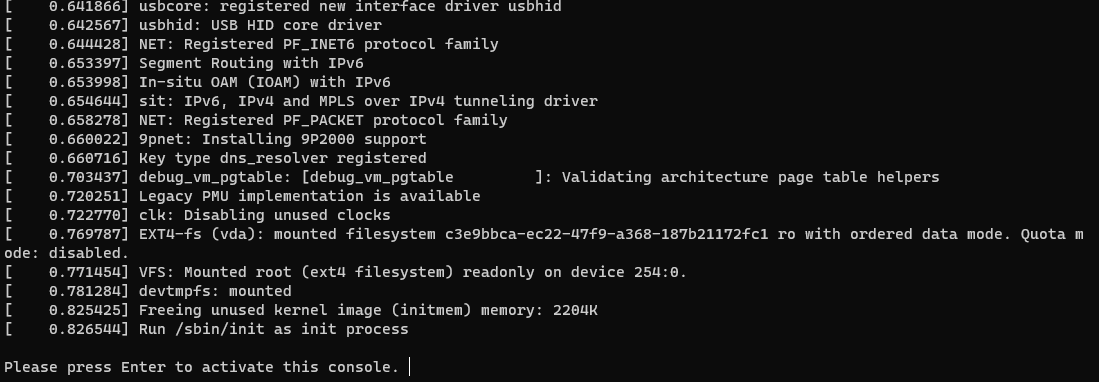 [    0.641866] usbcore: registered new interface driver usbhid
[    0.642567] usbhid: USB HID core driver
[    0.644428] NET: Registered PF_INET6 protocol family
[    0.653397] Segment Routing with IPv6
[    0.653998] In-situ OAM (IOAM) with IPv6
[    0.654644] sit: IPv6, IPv4 and MPLS over IPv4 tunneling driver
[    0.658278] NET: Registered PF_PACKET protocol family
[    0.660022] 9pnet: Installing 9P2000 support
[    0.660716] Key type dns_resolver registered
[    0.703437] debug_vm_pgtable: [debug_vm_pgtable         ]: Validating architecture page table helpers
[    0.720251] Legacy PMU implementation is available
[    0.722770] clk: Disabling unused clocks
[    0.769787] EXT4-fs (vda): mounted filesystem c3e9bbca-ec22-47f9-a368-187b21172fc1 ro with ordered data mode. Quota m
ode: disabled.
[    0.771454] VFS: Mounted root (ext4 filesystem) readonly on device 254:0.
[    0.781284] devtmpfs: mounted
[    0.825425] Freeing unused kernel image (initmem) memory: 2204K
[    0.826544] Run /sbin/init as init process
Please press Enter to activate this console.